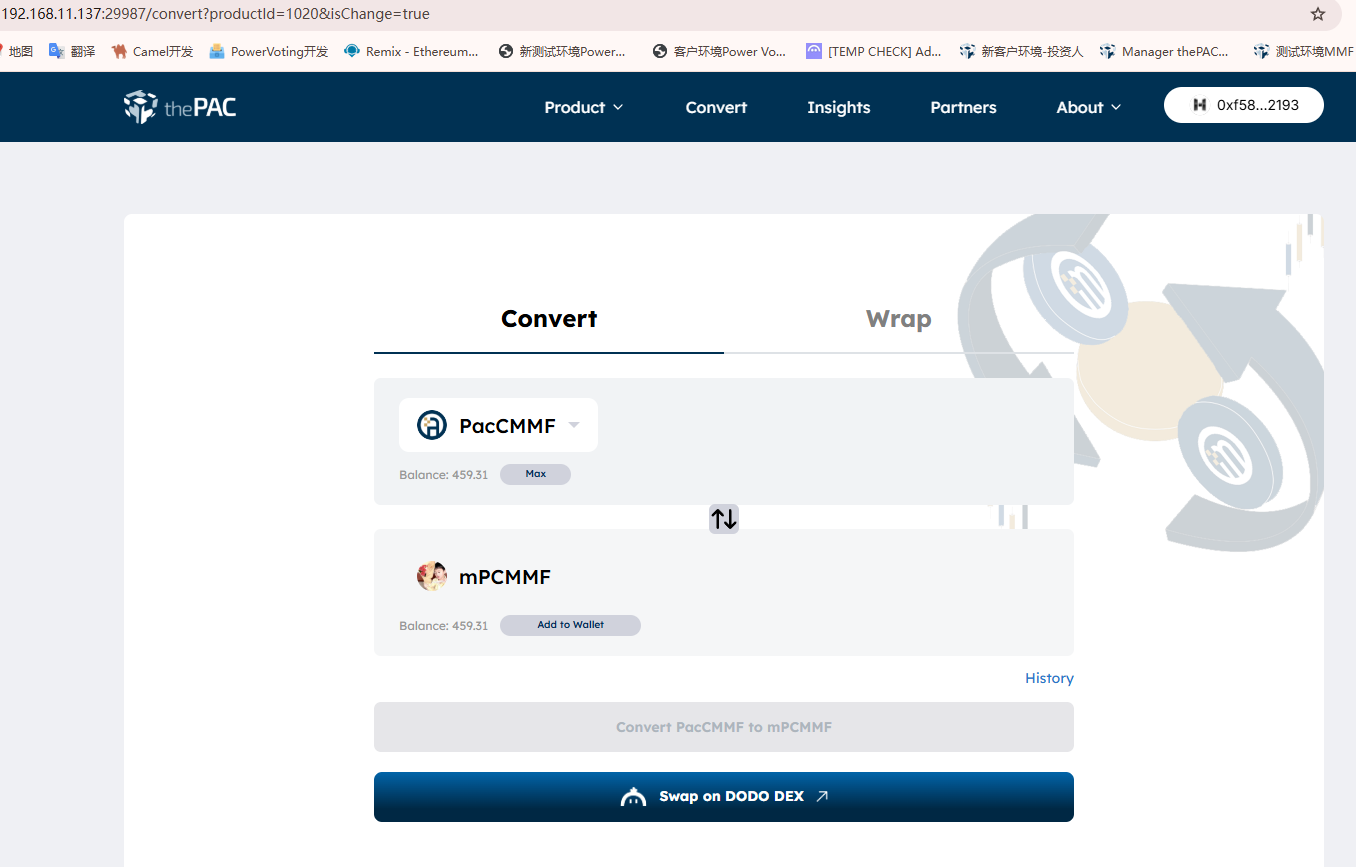 192.168.11.137:29987/convert?productId=1020&isChange=true
地图 翻译 Camel开发 PowerVoting开发 Remix - Ethereum... 新测试环境Power... 客户环境Power Vo... [TEMP CHECK] Ad... 新客户环境-投资人 Manager thePAC... 测试环境MMF
thePAC Product Convert Insights Partners About 0xf58...2193
Convert Wrap
PacCMMF
Balance: 459.31 Max
mPCMMF
Balance: 459.31 Add to Wallet
History
Convert PacCMMF to mPCMMF
Swap on DODO DEX